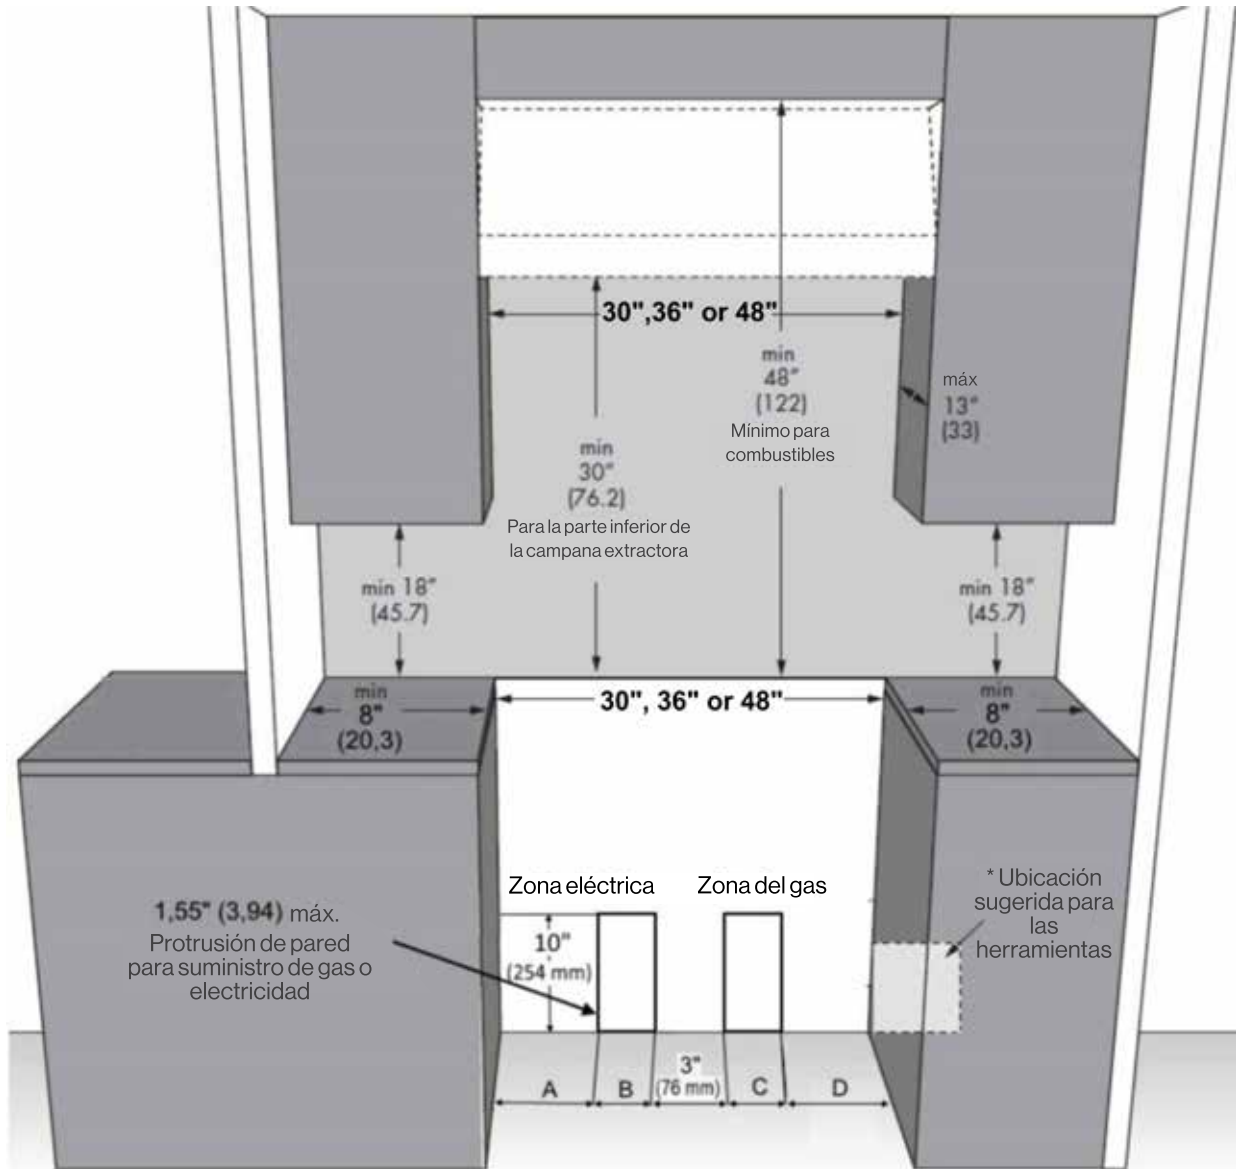 30",36" or 48"
min
48"
(122)
Mínimo para
combustibles
máx
13"
(33)
min
30"
(76.2)
Para la parte inferior de
la campana extractora
min 18"
(45.7)
min 18"
(45.7)
min
8"
(20,3)
30", 36" or 48"
min
8"
(20,3)
Zona eléctrica
Zona del gas
* Ubicación
sugerida para
las
herramientas
1,55" (3,94) máx.
Protrusión de pared
para suministro de gas o
electricidad
10"
(254 mm)
A
B
3"
(76 mm)
C
D